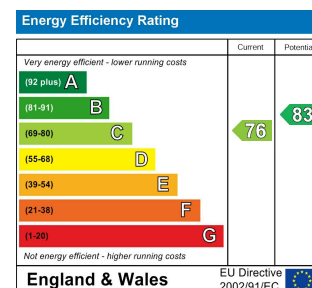 Energy Efficiency Rating
Current Potentia
Very energy efficient - lower running costs
(92 plus) A
(81-91) B
83
(69-80) C
76
(55-68) D
(39-54) E
(21-38) F
(1-20) G
Not energy efficient - higher running costs
England & Wales
EU Directive
2002/91/EC